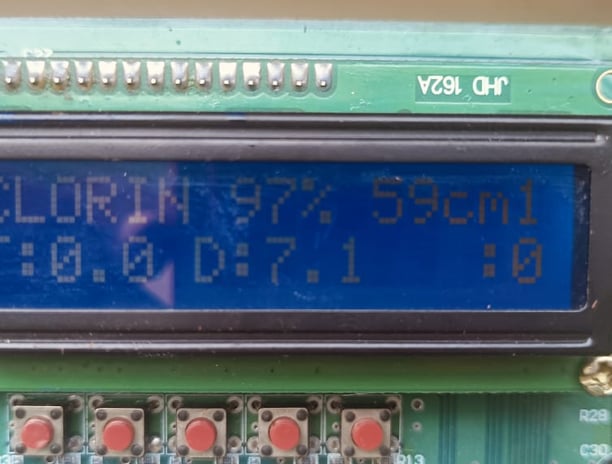 JHD 162A
CLORIN 97% 59cm1
:0.0 D:7.1 :0
R29
C30
R13